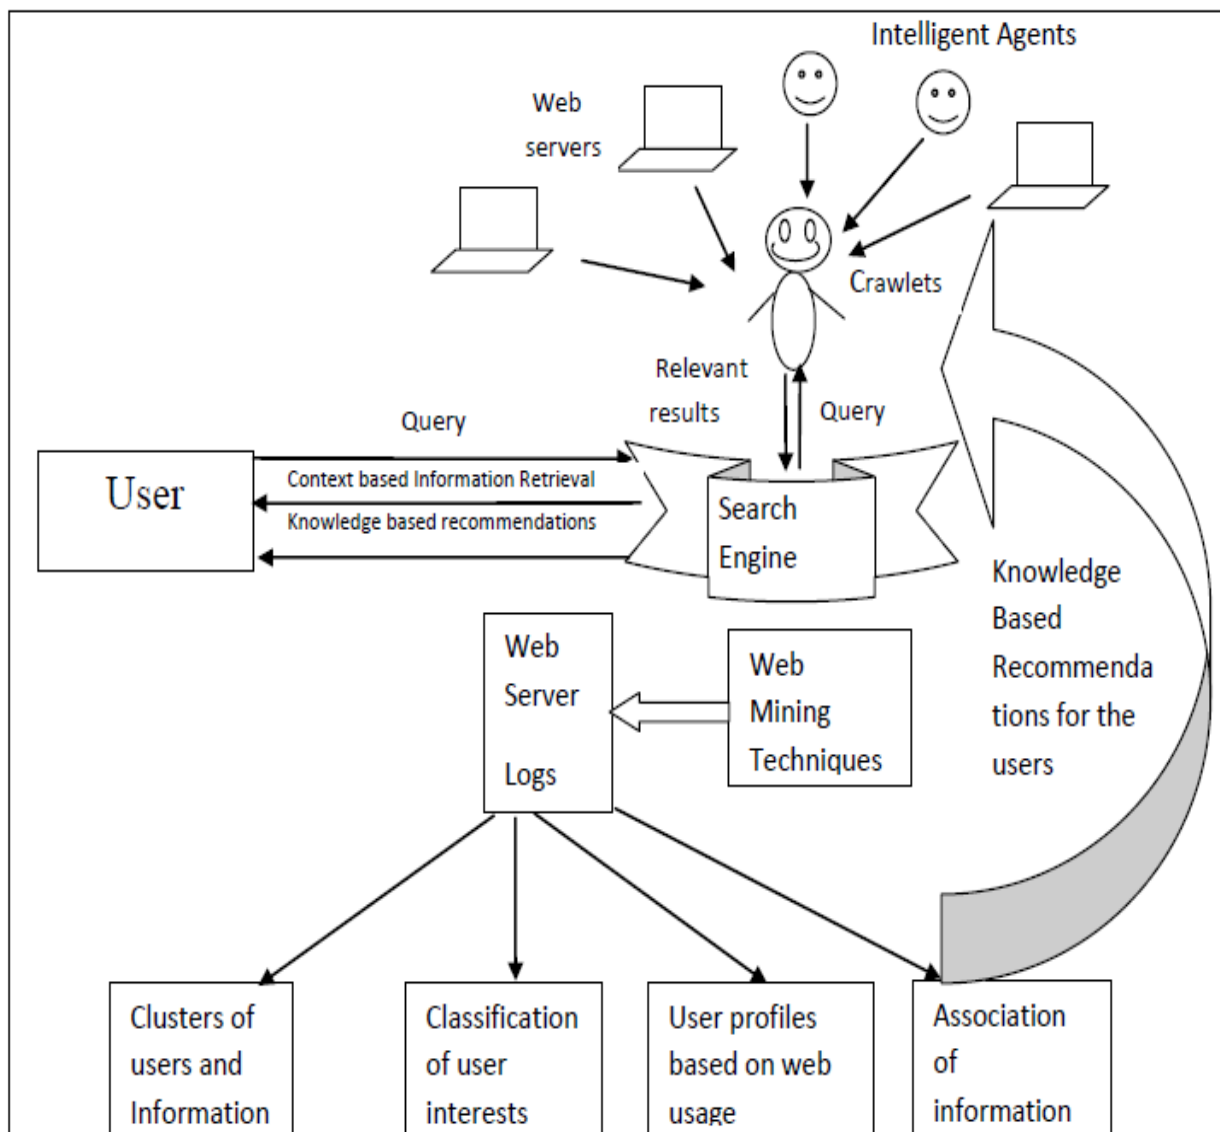 Intelligent Agents
Web
servers
Crawlets
Relevant
results
Query
Query
User
Context based Information Retrieval
Knowledge based recommendations
Search
Engine
Knowledge
Based
Recommenda
tions for the
users
Web
Server
Logs
Web
Mining
Techniques
Clusters of
users and
Information
Classification
of user
interests
User profiles
based on web
usage
Association
of
information